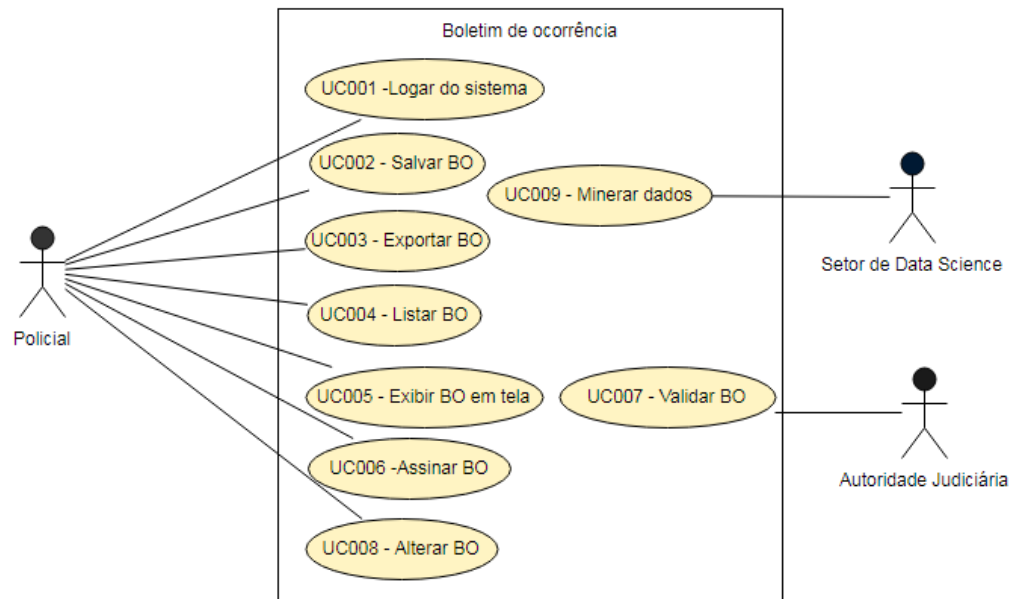 Boletim de ocorrência
UC001 -Logar do sistema
UC002 - Salvar BO
UC009 - Minerar dados
UC003 - Exportar BO
Setor de Data Science
UC004 - Listar BO
Policial
UC005 - Exibir BO em tela
UC007 - Validar BO
UC006 -Assinar BO
Autoridade Judiciária
UC008 - Alterar BO